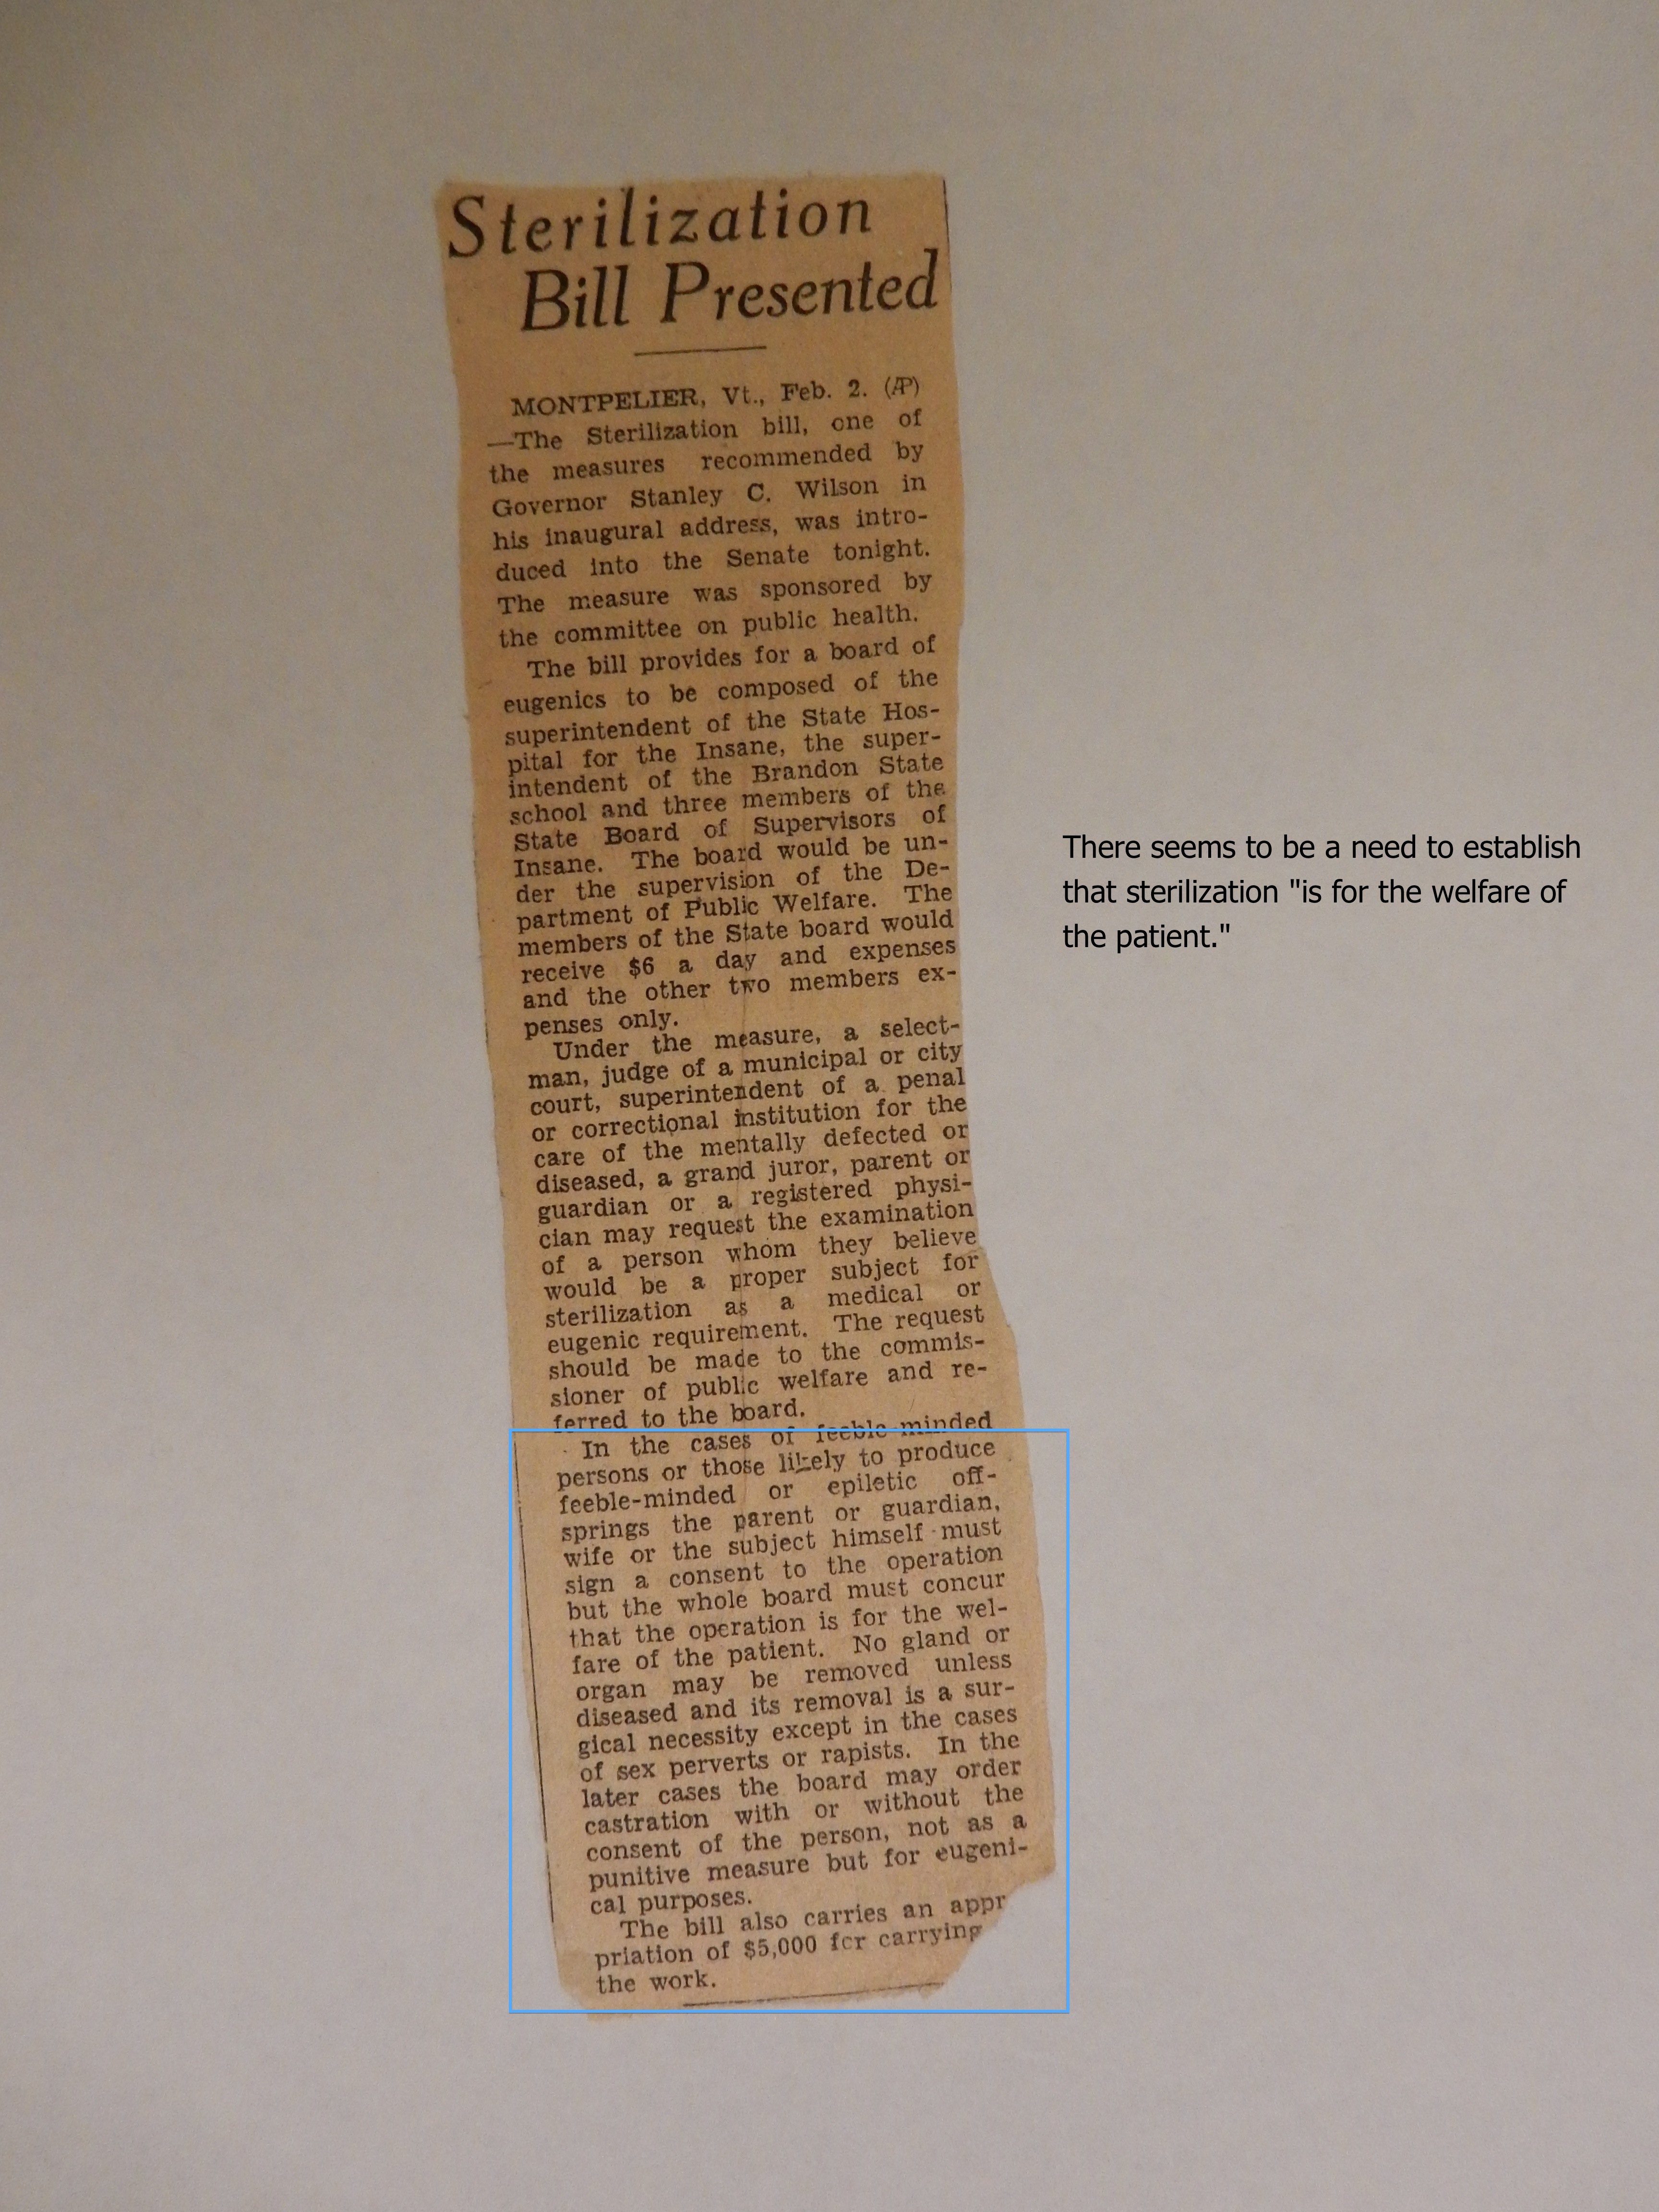 Sterilization
Bill Presented
MONTPELIER, Vt., Feb. 2. (AP)
—The Sterilization bill, one of
the measures recommended by
Governor Stanley C. Wilson in
his inaugural address, was intro-
duced into the Senate tonight.
The measure was sponsored by
the committee on public health.
The bill provides for a board of
eugenics to be composed of the
superintendent of the State Hos-
pital for the Insane, the super-
intendent of the Brandon State
school and three members of the
State Board of Supervisors of
Insane. The board would be un-
der the supervision of the De-
partment of Public Welfare. The
members of the State board would
receive $6 a day and expenses
and the other two members ex-
penses only.
Under the measure, a select-
man, judge of a municipal or city
court, superintendent of a penal
or correctional institution for the
care of the mentally defected or
diseased, a grand juror, parent or
guardian or a registered physi-
cian may request the examination
of a person whom they believe
would be a proper subject for
sterilization as a medical or
eugenic requirement. The request
should be made to the commis-
sioner of public welfare and re-
ferred to the board.
In the cases of feeble-minded
persons or those likely to produce
feeble-minded or epiletic off-
springs the parent or guardian,
wife or the subject himself must
sign a consent to the operation
but the whole board must concur
that the operation is for the wel-
fare of the patient. No gland or
organ may be removed unless
diseased and its removal is a sur-
gical necessity except in the cases
of sex perverts or rapists. In the
later cases the board may order
castration with or without the
consent of the person, not as a
punitive measure but for eugeni-
cal purposes.
The bill also carries an appr
priation of $5,000 for carrying
the work.
There seems to be a need to establish
that sterilization "is for the welfare of
the patient."